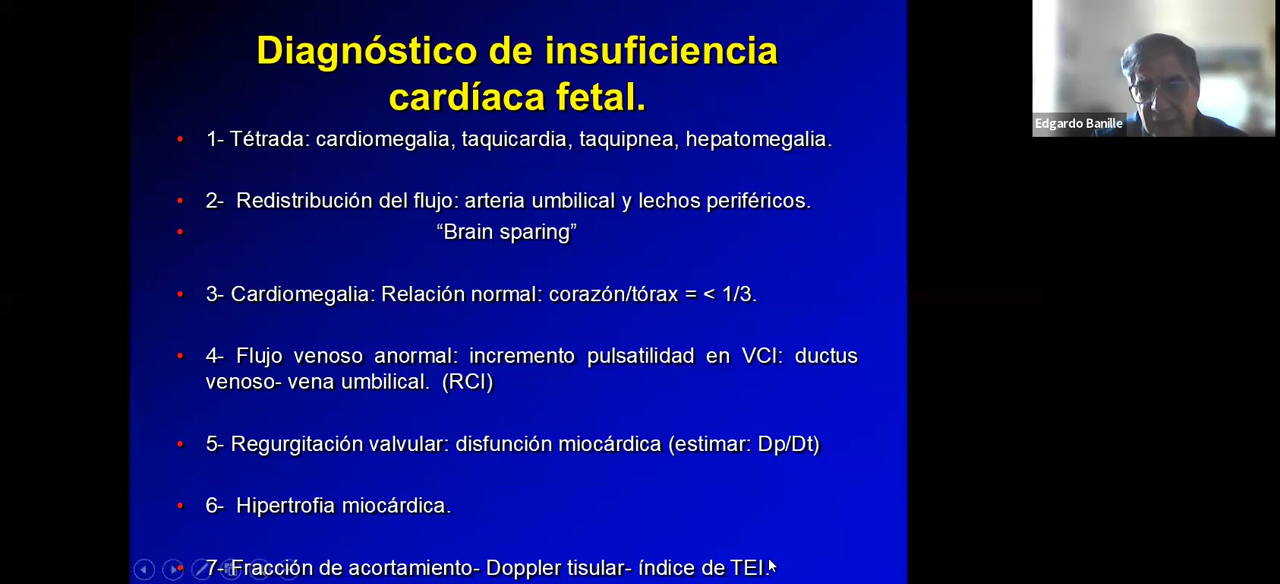 Diagnóstico de insuficiencia
cardíaca fetal.
• 1- Tétrada: cardiomegalia, taquicardia, taquipnea, hepatomegalia.
• 2- Redistribución del flujo: arteria umbilical y lechos periféricos.
• “Brain sparing”
• 3- Cardiomegalia: Relación normal: corazón/tórax = < 1/3.
• 4- Flujo venoso anormal: incremento pulsatilidad en VCI: ductus
venoso- vena umbilical. (RCI)
• 5- Regurgitación valvular: disfunción miocárdica (estimar: Dp/Dt)
• 6- Hipertrofia miocárdica.
• 7- Fracción de acortamiento- Doppler tisular- índice de TEI.
Edgardo Banille